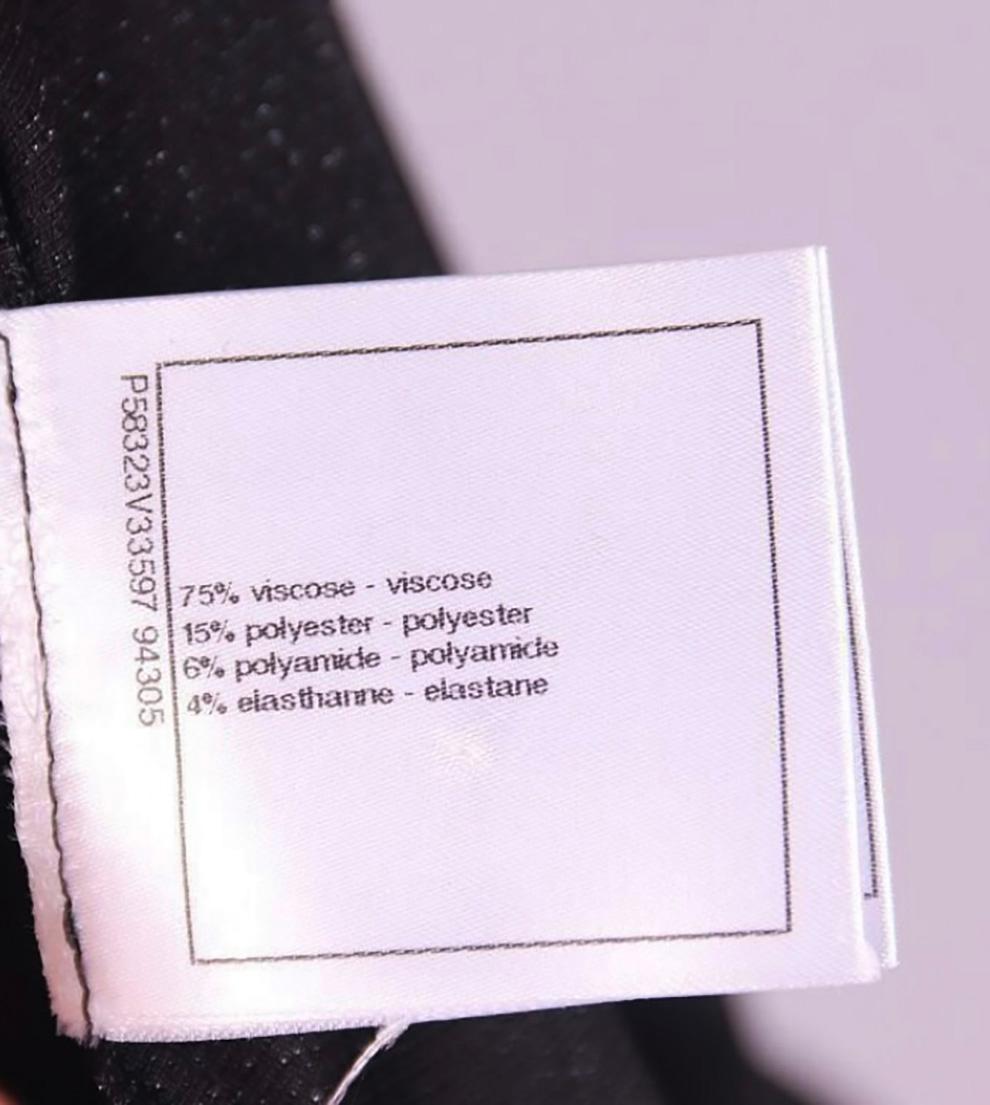 P58323V33597 94305
75% viscose - viscose
15% polyester - polyester
6% polyamide - polyamide
4% elasthanne - elastane